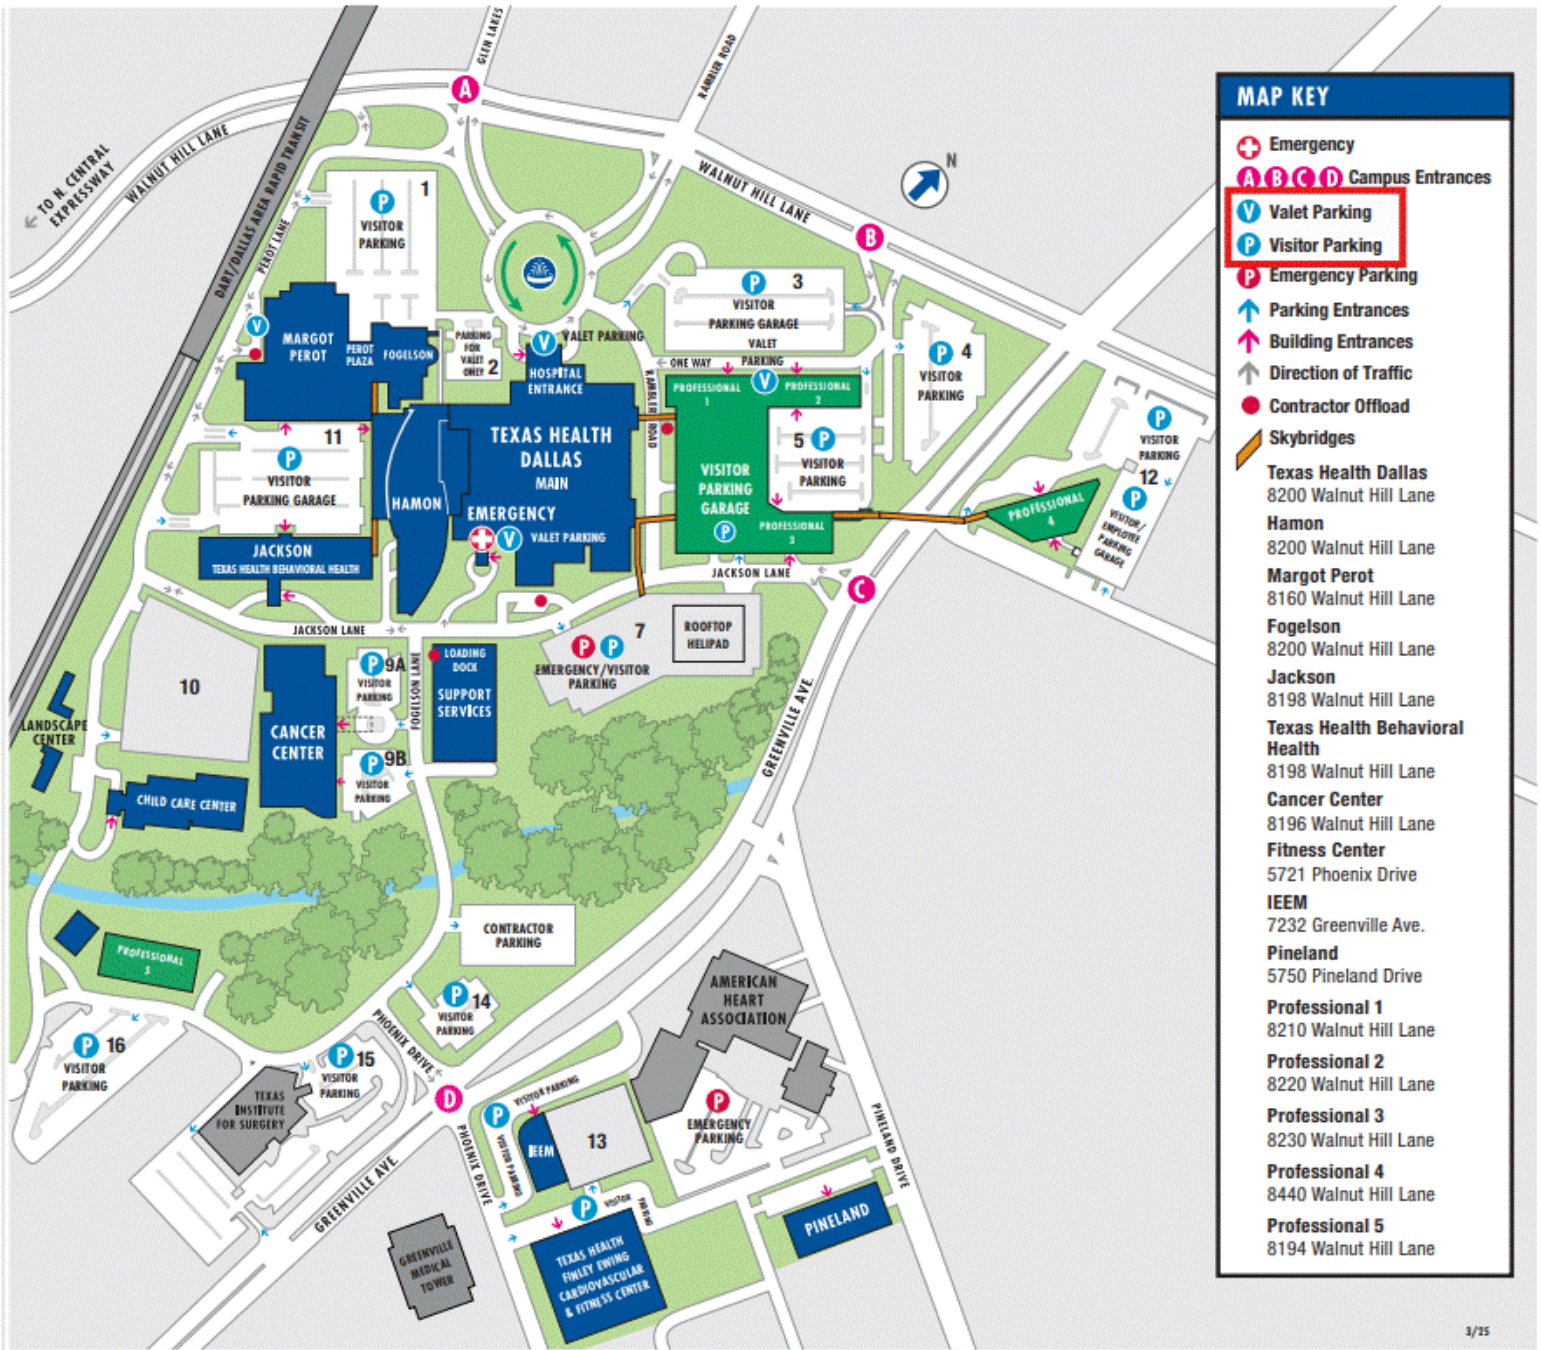 GLEN LAKES
RAMBLER ROAD
A
TO N. CENTRAL
EXPRESSWAY
WALNUT HILL LANE
DART/DALLAS AREA RAPID TRANSIT
PEROT LANE
P
1
VISITOR
PARKING
WALNUT HILL LANE
N
B
P
3
VISITOR
PARKING GARAGE
V
MARGOT
PEROT
PEROT
PLAZA
FOGELSON
PARKING
FOR
VALET
ONLY
2
V
VALET PARKING
HOSPITAL
ENTRANCE
VALET
PARKING
ONE WAY
RAMBLER ROAD
PROFESSIONAL
1
V
PROFESSIONAL
2
P
4
VISITOR
PARKING
11
P
VISITOR
PARKING GARAGE
HAMON
TEXAS HEALTH
DALLAS
MAIN
EMERGENCY
V
VALET PARKING
VISITOR
PARKING
GARAGE
P
PROFESSIONAL
3
5
P
VISITOR
PARKING
P
VISITOR
PARKING
12
P
VISITOR/
EMPLOYEE
PARKING
GARAGE
PROFESSIONAL
4
JACKSON
TEXAS HEALTH BEHAVIORAL HEALTH
JACKSON LANE
C
JACKSON LANE
7
P
P
EMERGENCY/VISITOR
PARKING
ROOFTOP
HELIPAD
10
P
9A
VISITOR
PARKING
FOGELSON LANE
LOADING
DOCK
SUPPORT
SERVICES
LANDSCAPE
CENTER
CANCER
CENTER
P
9B
VISITOR
PARKING
CHILD CARE CENTER
GREENVILLE AVE.
PROFESSIONAL
5
CONTRACTOR
PARKING
P
14
VISITOR
PARKING
PHOENIX DRIVE
P
16
VISITOR
PARKING
P
15
VISITOR
PARKING
TEXAS
INSTITUTE
FOR SURGERY
D
AMERICAN
HEART
ASSOCIATION
P
VISITOR PARKING
VISITOR PARKING
IEEM
13
P
EMERGENCY
PARKING
PHOENIX DRIVE
PINELAND DRIVE
GREENVILLE AVE.
P
VISITOR
PARKING
GREENVILLE
MEDICAL
TOWER
TEXAS HEALTH
FINLEY EWING
CARDIOVASCULAR
& FITNESS CENTER
PINELAND
MAP KEY
Emergency
A B C D Campus Entrances
V Valet Parking
P Visitor Parking
P Emergency Parking
Parking Entrances
Building Entrances
Direction of Traffic
Contractor Offload
Skybridges
Texas Health Dallas
8200 Walnut Hill Lane
Hamon
8200 Walnut Hill Lane
Margot Perot
8160 Walnut Hill Lane
Fogelson
8200 Walnut Hill Lane
Jackson
8198 Walnut Hill Lane
Texas Health Behavioral
Health
8198 Walnut Hill Lane
Cancer Center
8196 Walnut Hill Lane
Fitness Center
5721 Phoenix Drive
IEEM
7232 Greenville Ave.
Pineland
5750 Pineland Drive
Professional 1
8210 Walnut Hill Lane
Professional 2
8220 Walnut Hill Lane
Professional 3
8230 Walnut Hill Lane
Professional 4
8440 Walnut Hill Lane
Professional 5
8194 Walnut Hill Lane
3/25